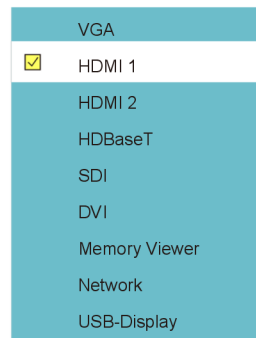 VGA
HDMI 1
HDMI 2
HDBaseT
SDI
DVI
Memory Viewer
Network
USB-Display